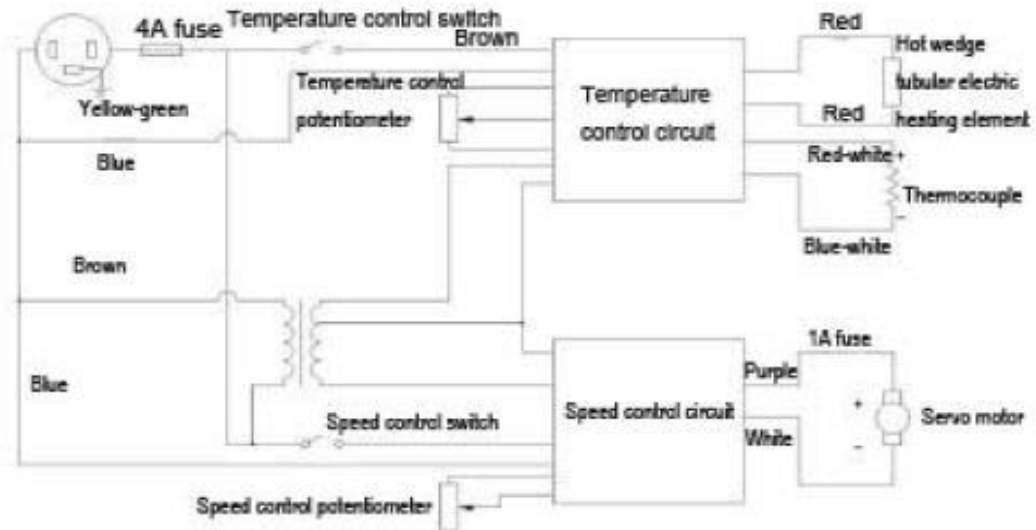 4A fuse
Temperature control switch
Brown
Yellow-green
Temperature control
potentiometer
Blue
Temperature
control circuit
Red
Hot wedge
tubular electric
Red
heating element
Red-white +
Thermocouple
–
Blue-white
Brown
Blue
Speed control switch
Speed control potentiometer
Speed control circuit
1A fuse
Purple
+
Servo motor
White
–